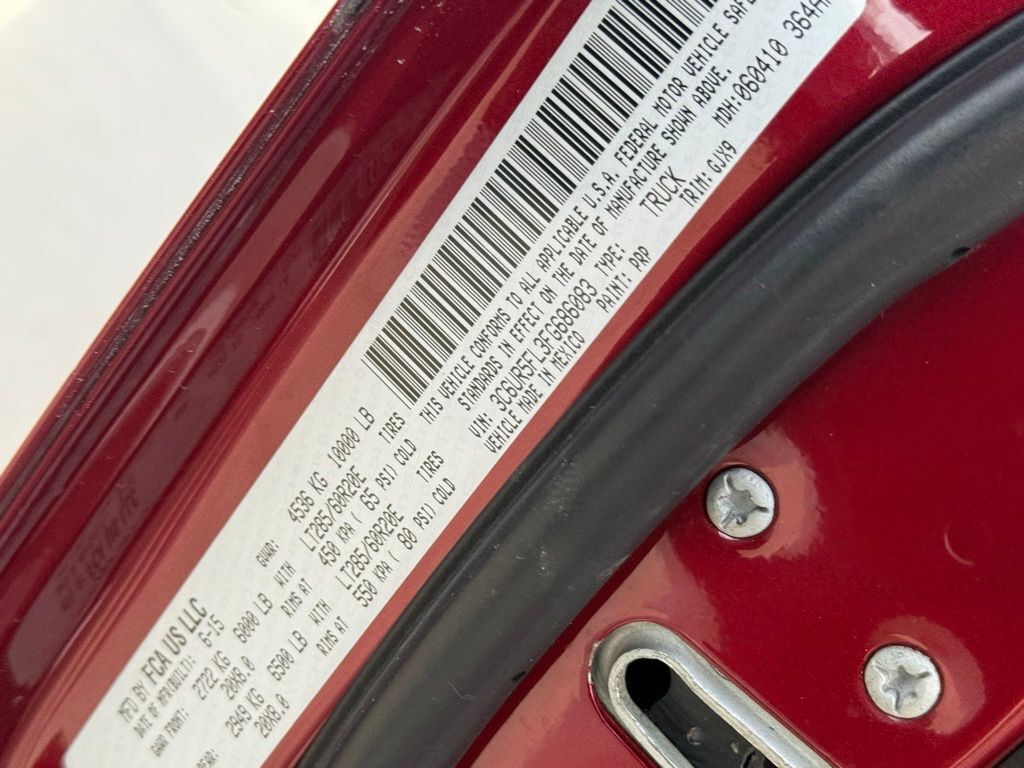 MFD BY FCA US LLC
DATE OF MFR(BUILT): 6-15 GVWR: 4536 KG 10000 LB
GAWR FRONT: 2722 KG 6000 LB WITH LT285/60R20E TIRES
20X8.0 RIMS AT 450 KPA( 65 PSI) COLD
REAR: 2949 KG 6500 LB WITH LT285/60R20E TIRES
20X8.0 RIMS AT 550 KPA( 80 PSI) COLD
THIS VEHICLE CONFORMS TO ALL APPLICABLE U.S.A. FEDERAL MOTOR VEHICLE
STANDARDS IN EFFECT ON THE DATE OF MANUFACTURE SHOWN ABOVE.
VIN: 3C6UR5FL3FG686083 TYPE: TRUCK MDH:060410 364A
VEHICLE MADE IN MEXICO PAINT: PRP TRIM: GJX9